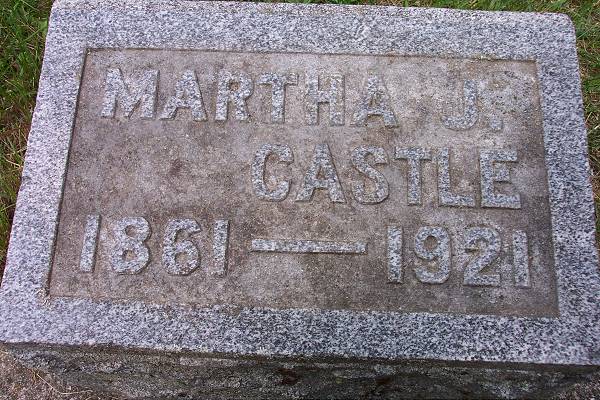 MARTHA J.
CASTLE
1861 — 1921